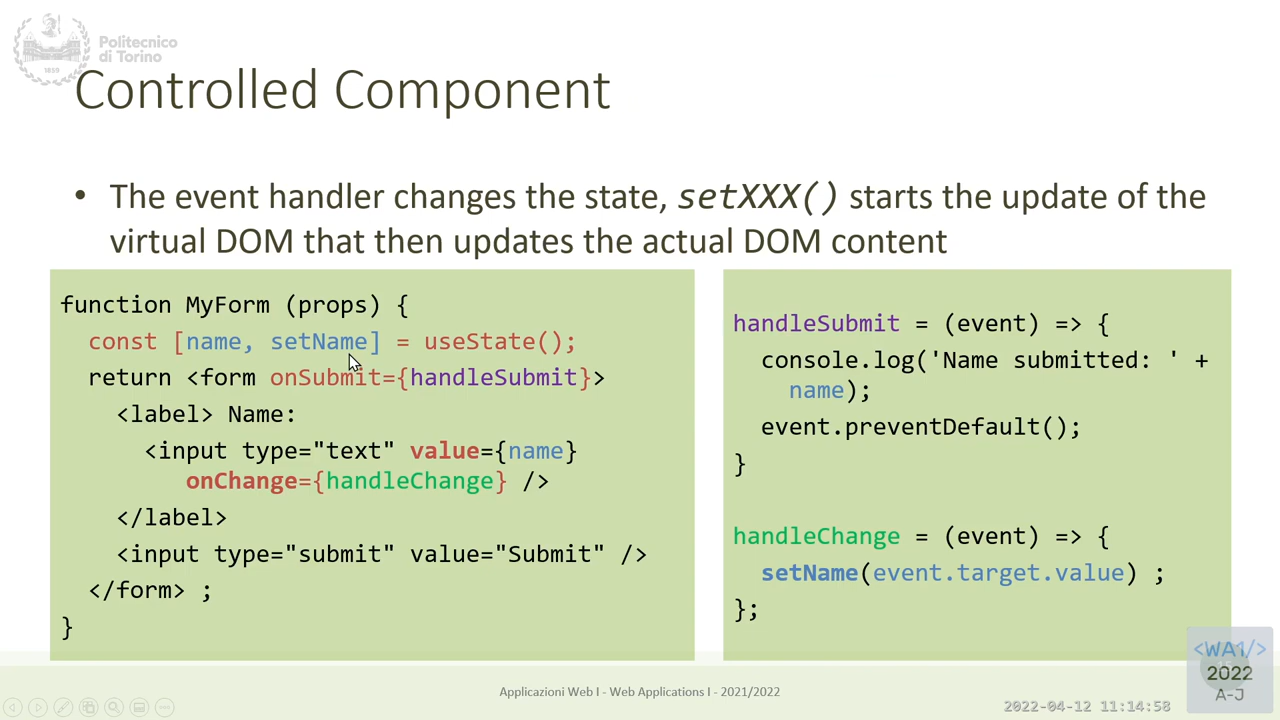 Politecnico
di Torino
1859
Controlled Component
• The event handler changes the state, setXXX() starts the update of the
virtual DOM that then updates the actual DOM content
function MyForm (props) {
const [name, setName] = useState();
return <form onSubmit={handleSubmit}>
<label> Name:
<input type="text" value={name}
onChange={handleChange} />
</label>
<input type="submit" value="Submit" />
</form> ;
}
handleSubmit = (event) => {
console.log('Name submitted: ' +
name);
event.preventDefault();
}
handleChange = (event) => {
setName(event.target.value) ;
};
Applicazioni Web I - Web Applications I - 2021/2022
2022-04-12 11:14:58
<WA1/>
2022
A-J